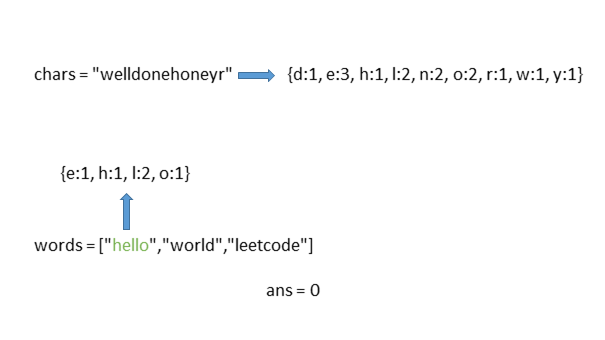 chars = "welldonehoneyr" {d:1, e:3, h:1, l:2, n:2, o:2, r:1, w:1, y:1}
{e:1, h:1, l:2, o:1}
words = ["hello","world","leetcode"]
ans = 0